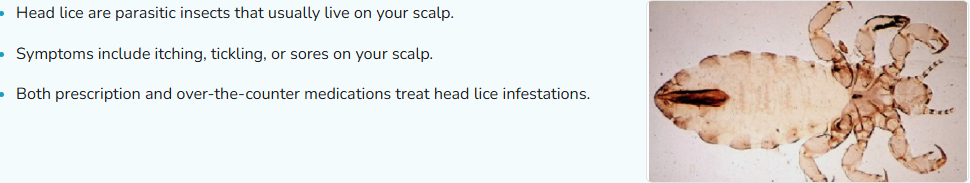 Head lice are parasitic insects that usually live on your scalp.
Symptoms include itching, tickling, or sores on your scalp.
Both prescription and over-the-counter medications treat head lice infestations.